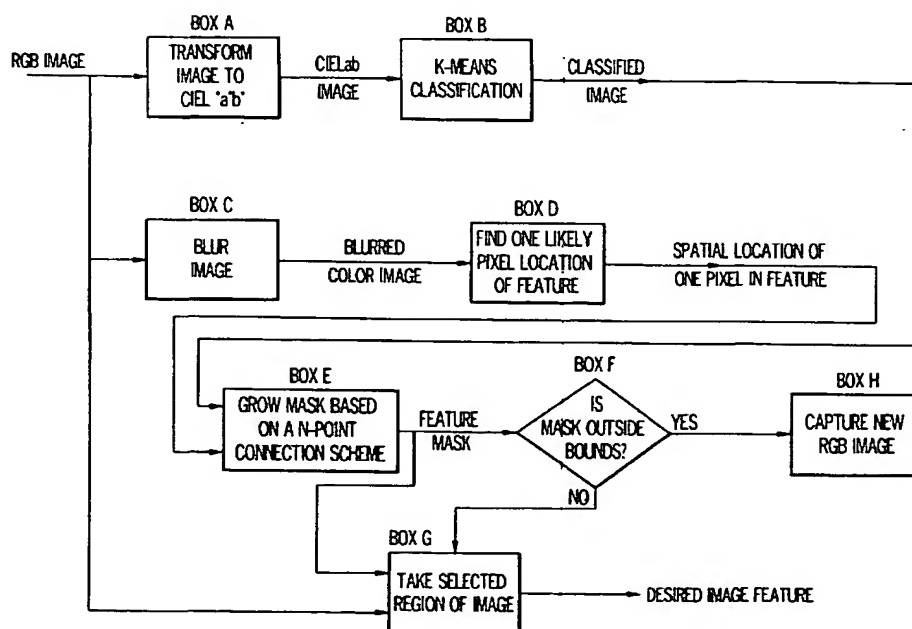 BOX A
BOX B
RGB IMAGE
TRANSFORM
IMAGE TO
CIEL *a*b*
CIELab
IMAGE
K-MEANS
CLASSIFICATION
CLASSIFIED
IMAGE
BOX C
BLUR
IMAGE
BLURRED
COLOR IMAGE
BOX D
FIND ONE LIKELY
PIXEL LOCATION
OF FEATURE
SPATIAL LOCATION OF
ONE PIXEL IN FEATURE
BOX E
GROW MASK BASED
ON A N-POINT
CONNECTION SCHEME
FEATURE
MASK
BOX F
IS
MASK OUTSIDE
BOUNDS?
YES
NO
BOX H
CAPTURE NEW
RGB IMAGE
BOX G
TAKE SELECTED
REGION OF IMAGE
DESIRED IMAGE FEATURE